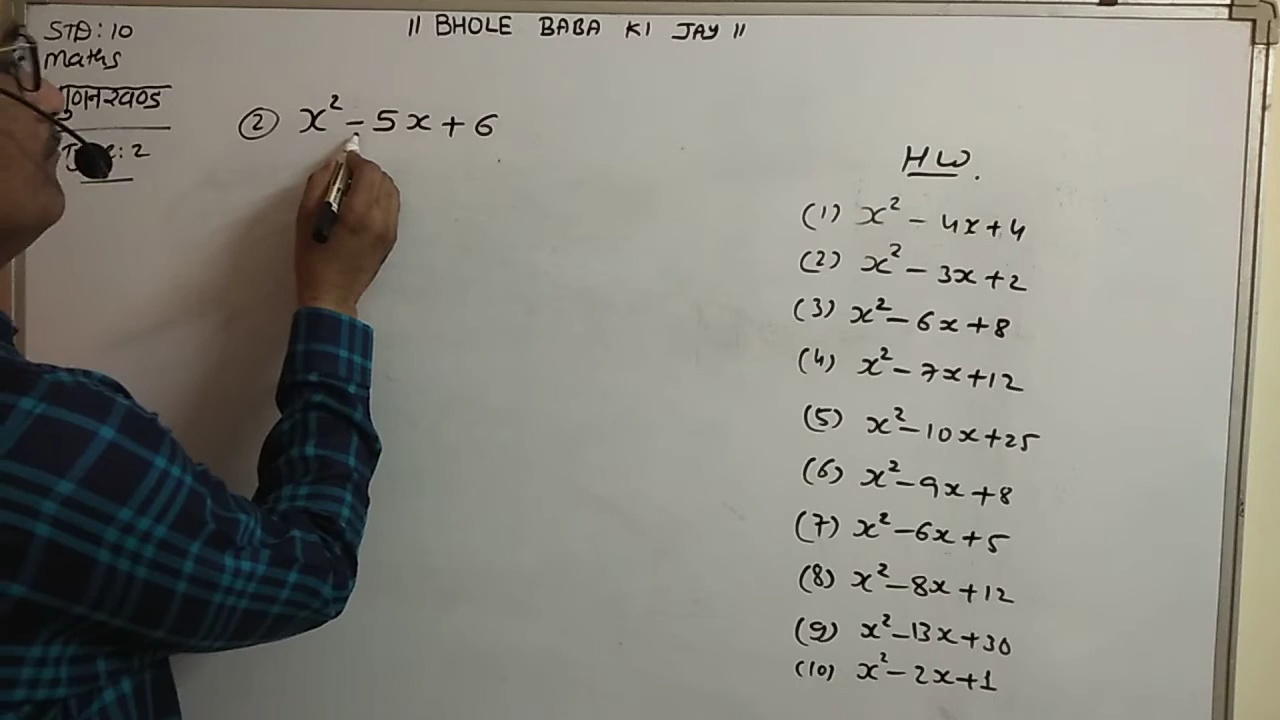 STD: 10
|| BHOLE BABA KI JAY ||
Maths
गुणनखण्ड
: 2
② x² - 5x + 6
HW.
(1) x² - 4x + 4
(2) x² - 3x + 2
(3) x² - 6x + 8
(4) x² - 7x + 12
(5) x² - 10x + 25
(6) x² - 9x + 8
(7) x² - 6x + 5
(8) x² - 8x + 12
(9) x² - 13x + 30
(10) x² - 2x + 1